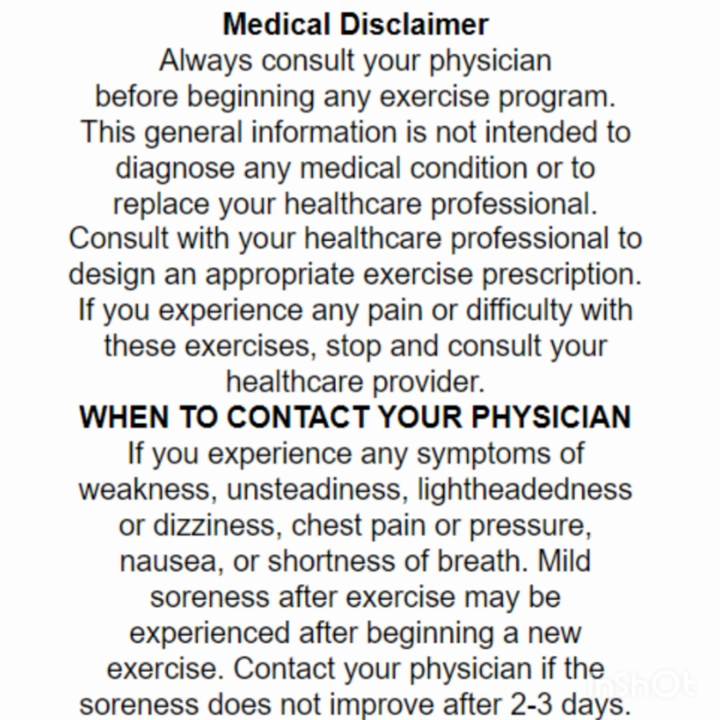 Medical Disclaimer
Always consult your physician
before beginning any exercise program.
This general information is not intended to
diagnose any medical condition or to
replace your healthcare professional.
Consult with your healthcare professional to
design an appropriate exercise prescription.
If you experience any pain or difficulty with
these exercises, stop and consult your
healthcare provider.
WHEN TO CONTACT YOUR PHYSICIAN
If you experience any symptoms of
weakness, unsteadiness, lightheadedness
or dizziness, chest pain or pressure,
nausea, or shortness of breath. Mild
soreness after exercise may be
experienced after beginning a new
exercise. Contact your physician if the
InShOt
soreness does not improve after 2-3 days.